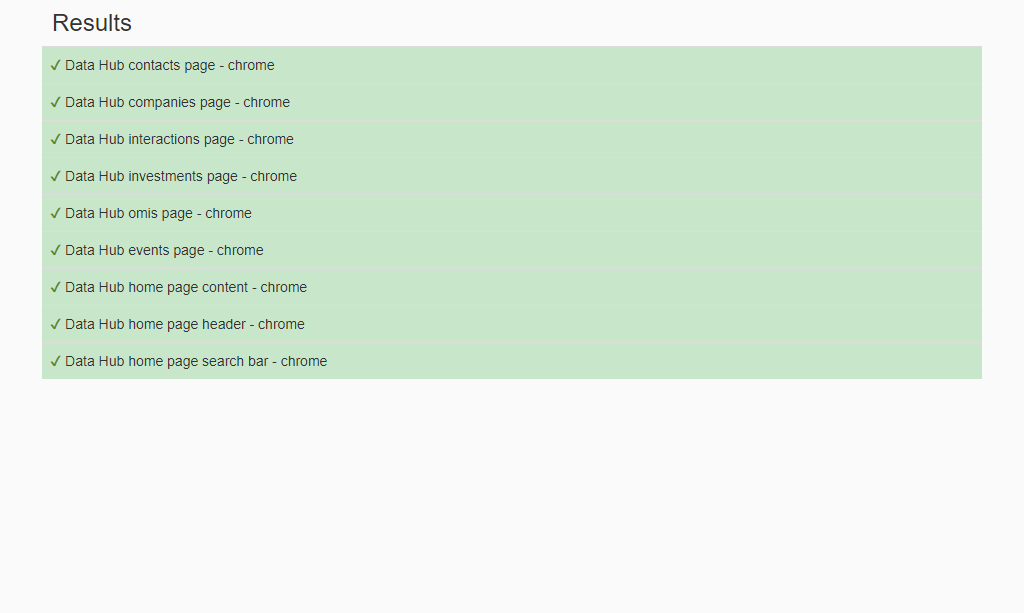 Results
✓ Data Hub contacts page - chrome
✓ Data Hub companies page - chrome
✓ Data Hub interactions page - chrome
✓ Data Hub investments page - chrome
✓ Data Hub omis page - chrome
✓ Data Hub events page - chrome
✓ Data Hub home page content - chrome
✓ Data Hub home page header - chrome
✓ Data Hub home page search bar - chrome